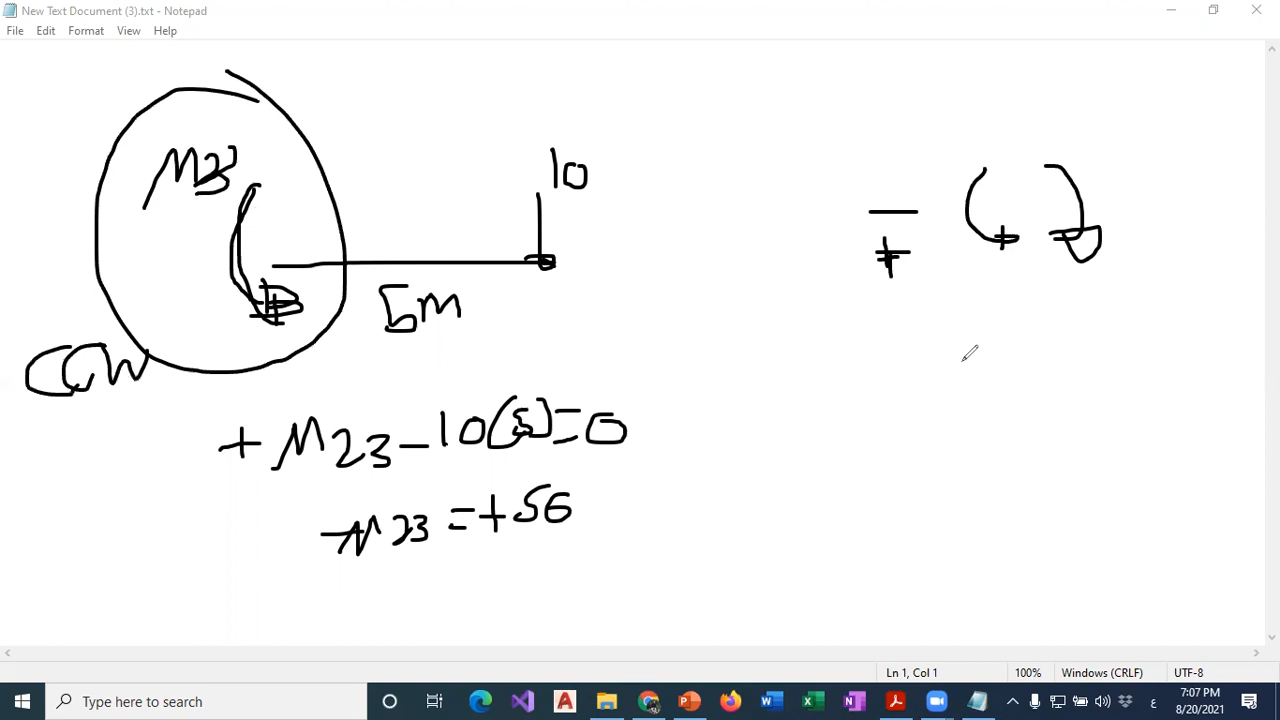 New Text Document (3).txt - Notepad
File Edit Format View Help
M23
10
5m
CCW
+ M23 - 10(5) = 0
M23 = + 50
- +
+
Ln 1, Col 1 100% Windows (CRLF) UTF-8
Type here to search
ع
7:07 PM
8/20/2021